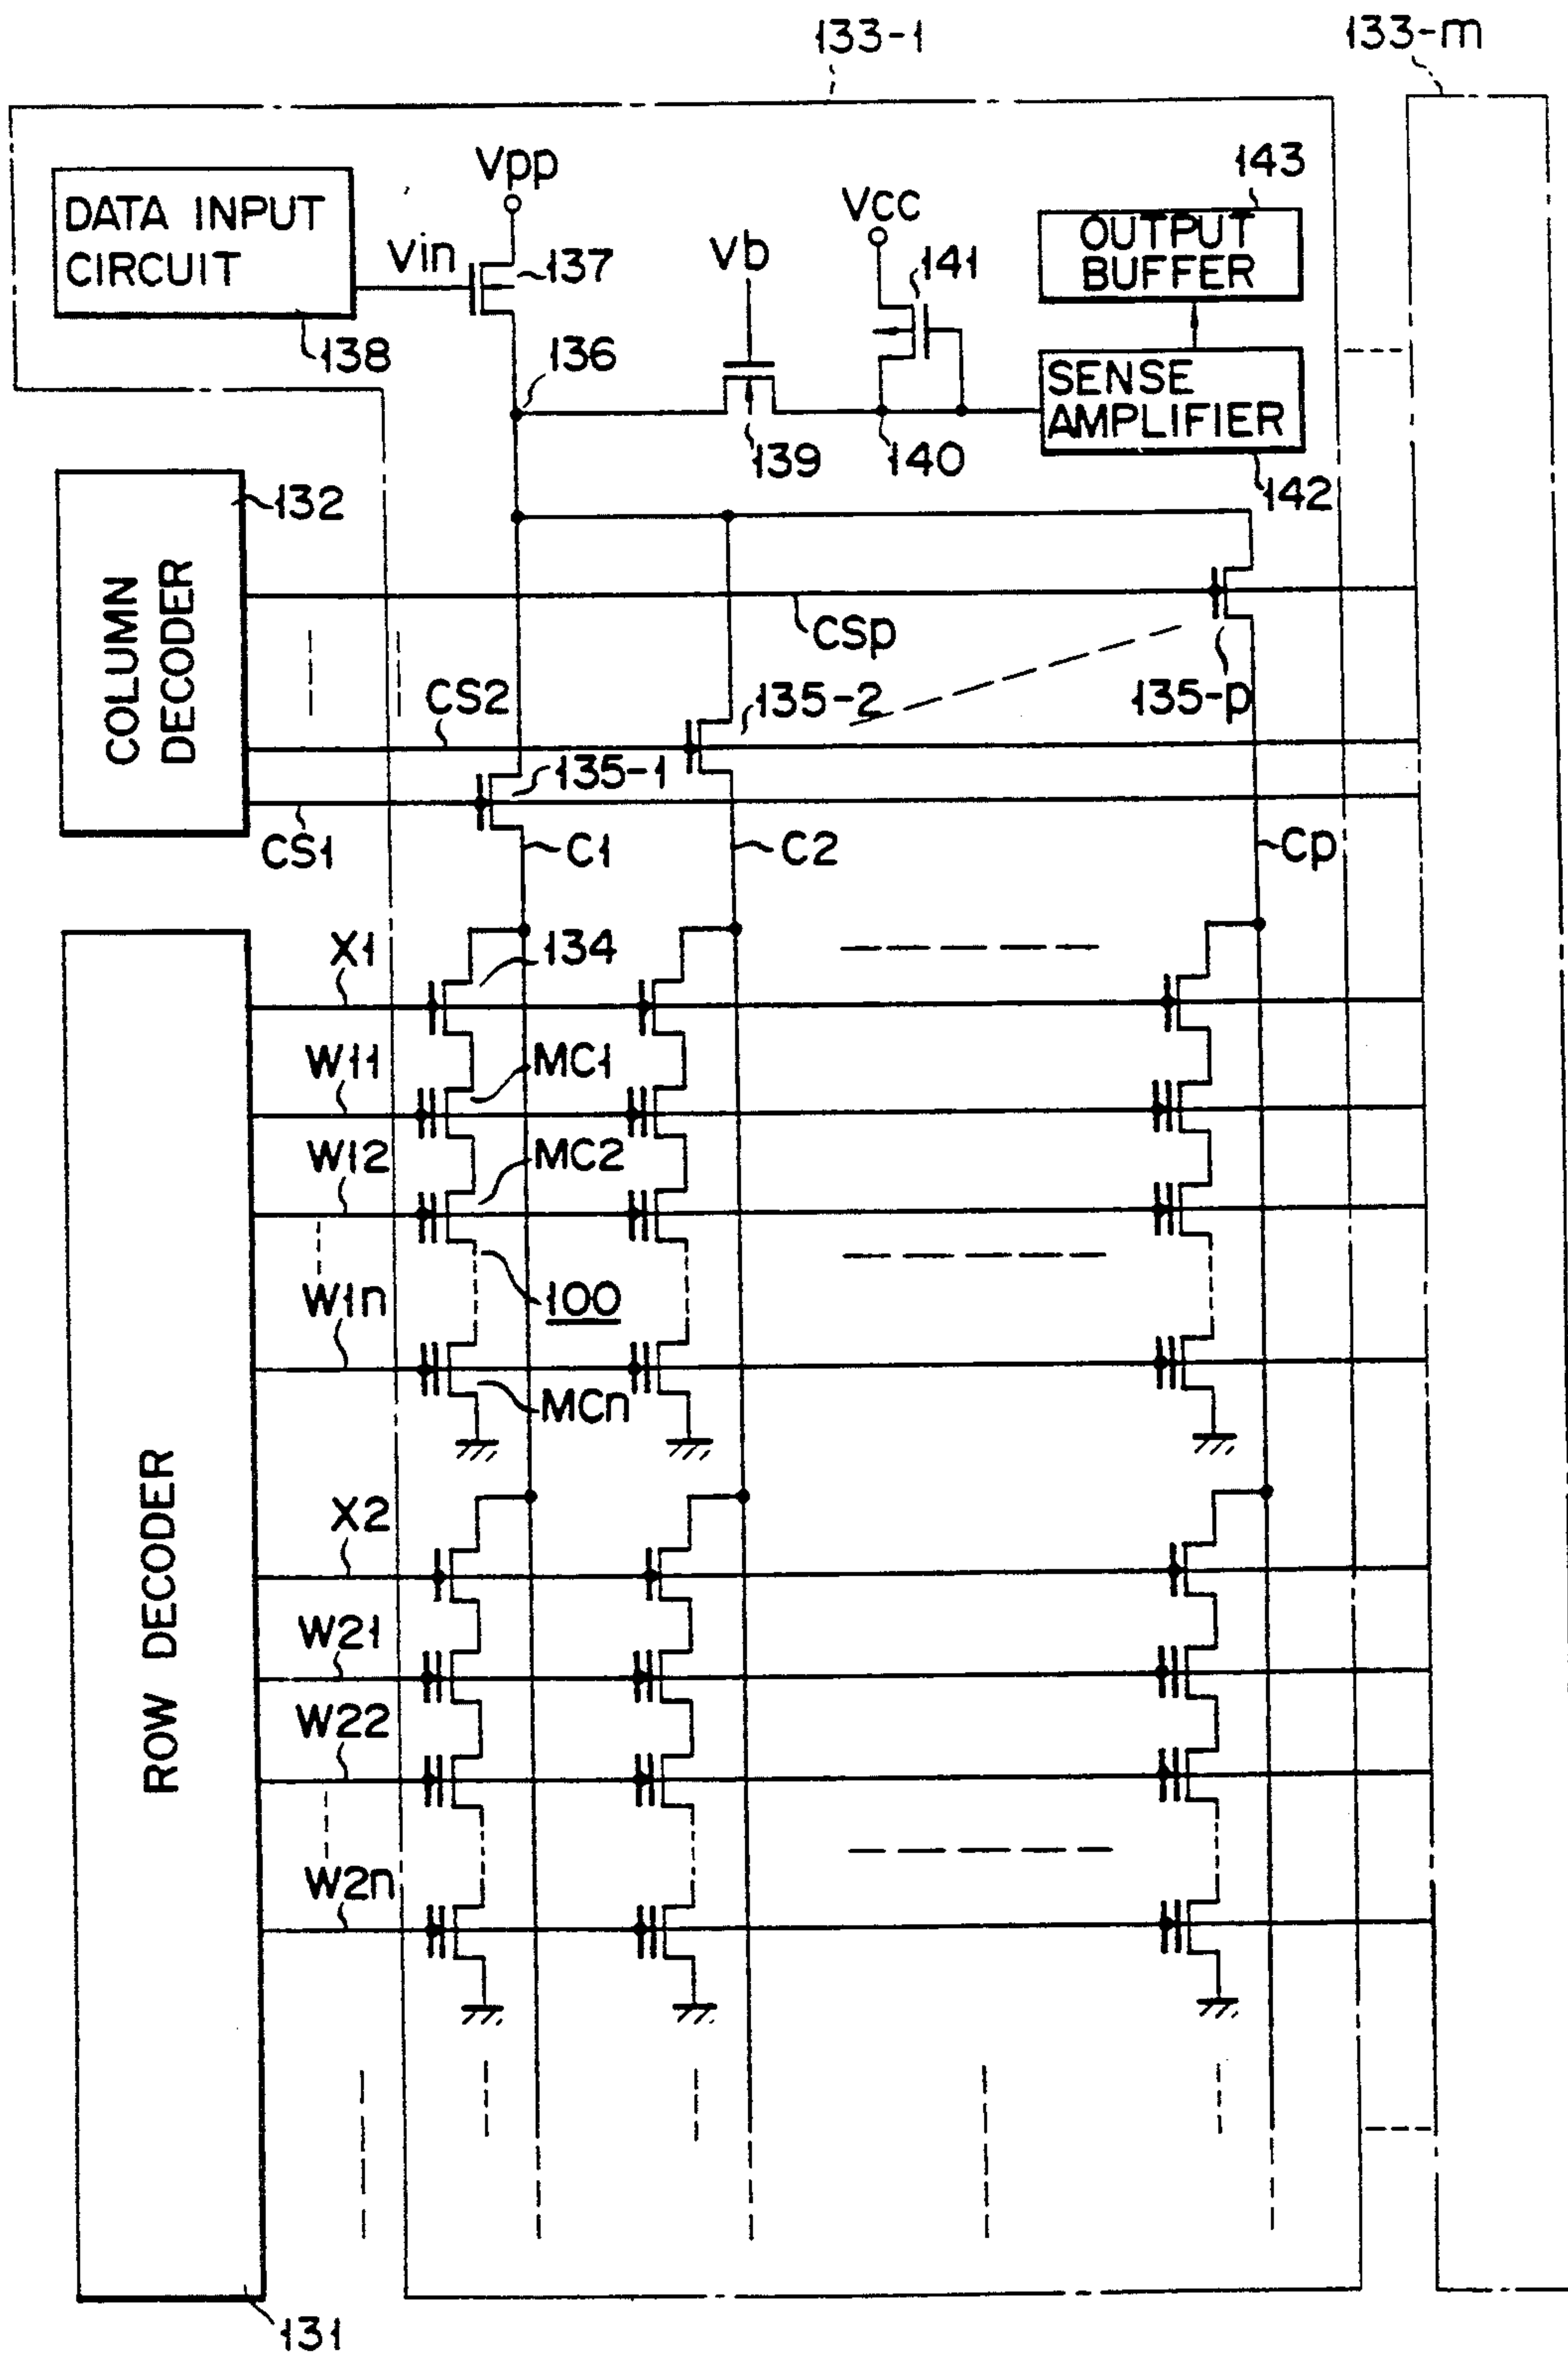 133-1
133-m
DATA INPUT
CIRCUIT
138
Vin
Vpp
137
136
Vb
139
Vcc
141
140
143
OUTPUT
BUFFER
SENSE
AMPLIFIER
142
132
COLUMN
DECODER
CSp
135-p
CS2
135-2
135-1
CS1
C1
C2
Cp
X1
134
W11
MC1
W12
MC2
100
W1n
MCn
ROW DECODER
X2
W21
W22
W2n
131